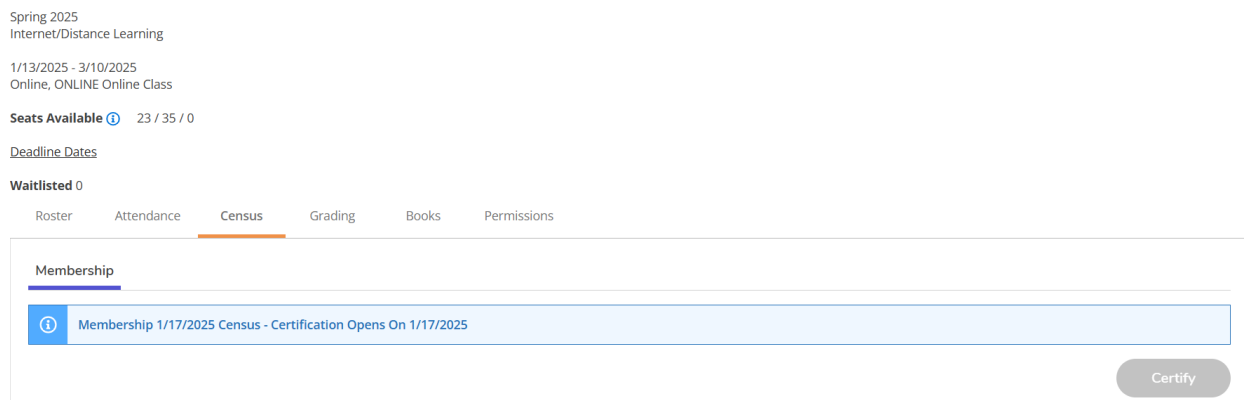 Spring 2025
Internet/Distance Learning
1/13/2025 - 3/10/2025
Online, ONLINE Online Class
Seats Available 23 / 35 / 0
Deadline Dates
Waitlisted 0
Roster Attendance Census Grading Books Permissions
Membership
Membership 1/17/2025 Census - Certification Opens On 1/17/2025
Certify